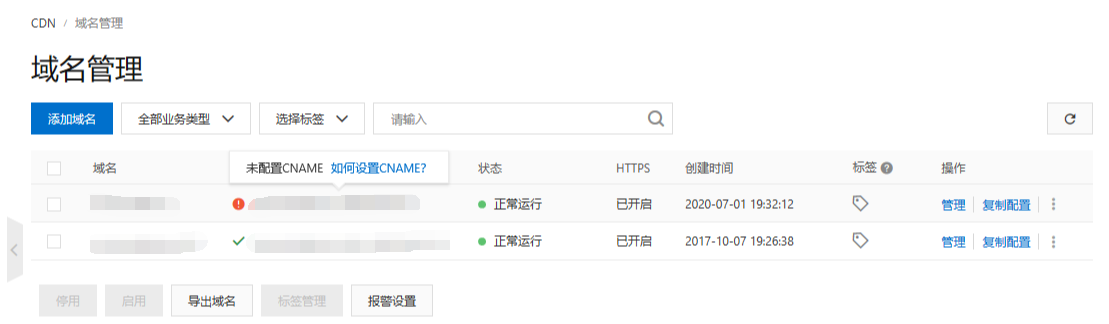 CDN / 域名管理
域名管理
添加域名 全部业务类型 选择标签 请输入
域名 未配置CNAME 如何设置CNAME? 状态 HTTPS 创建时间 标签 ? 操作
正常运行 已开启 2020-07-01 19:32:12 管理 复制配置
正常运行 已开启 2017-10-07 19:26:38 管理 复制配置
停用 启用 导出域名 标签管理 报警设置